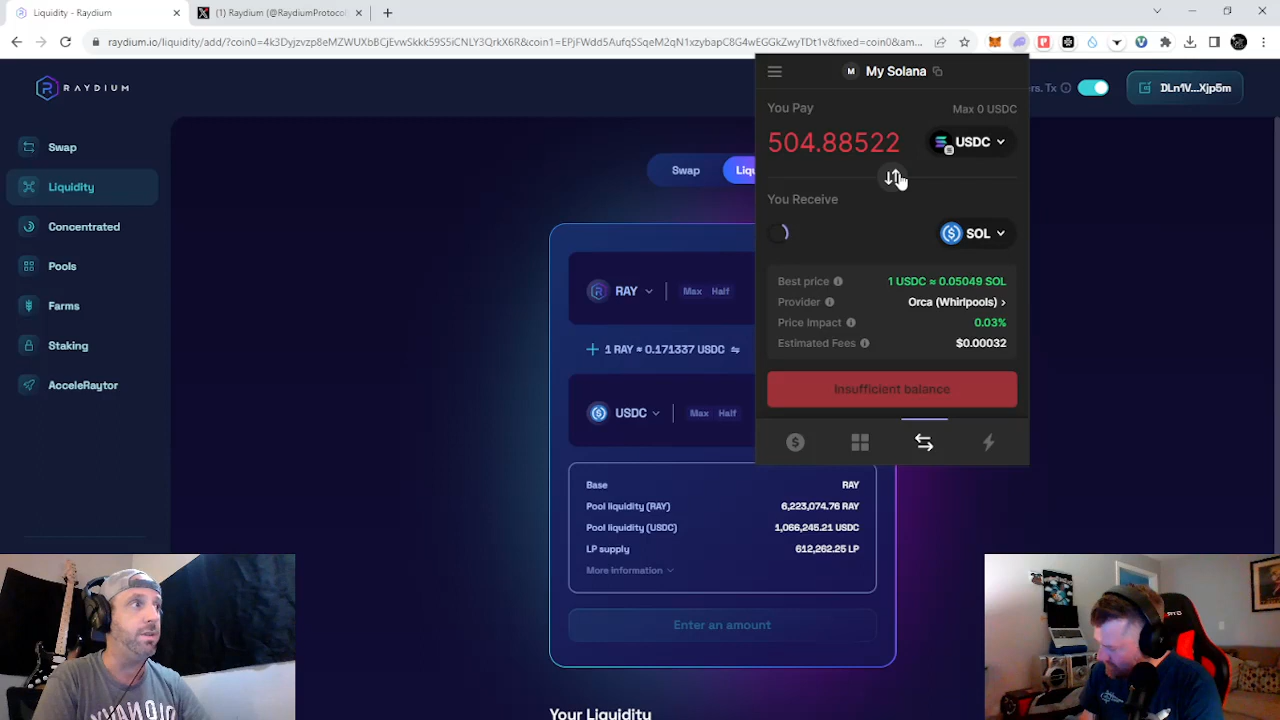 Liquidity - Raydium
Raydium (@RaydiumProtocol)
raydium.io/liquidity/add/?
&fixed=coin0&am...
RAYDIUM
rs. Tx
DLn1V...Xjp5m
Swap
Liquidity
Concentrated
Pools
Farms
Staking
AcceleRaytor
Swap
Liqu
RAY
Max Half
1 RAY ≈ 0.171337 USDC
USDC
Max Half
Base RAY
Pool liquidity (RAY) 6,223,074.76 RAY
Pool liquidity (USDC) 1,066,245.21 USDC
LP supply 612,262.25 LP
More information
Enter an amount
Your Liquidity
M My Solana
You Pay Max 0 USDC
504.88522 USDC
You Receive
SOL
Best price 1 USDC ≈ 0.05049 SOL
Provider Orca (Whirlpools) >
Price Impact 0.03%
Estimated Fees $0.00032
Insufficient balance